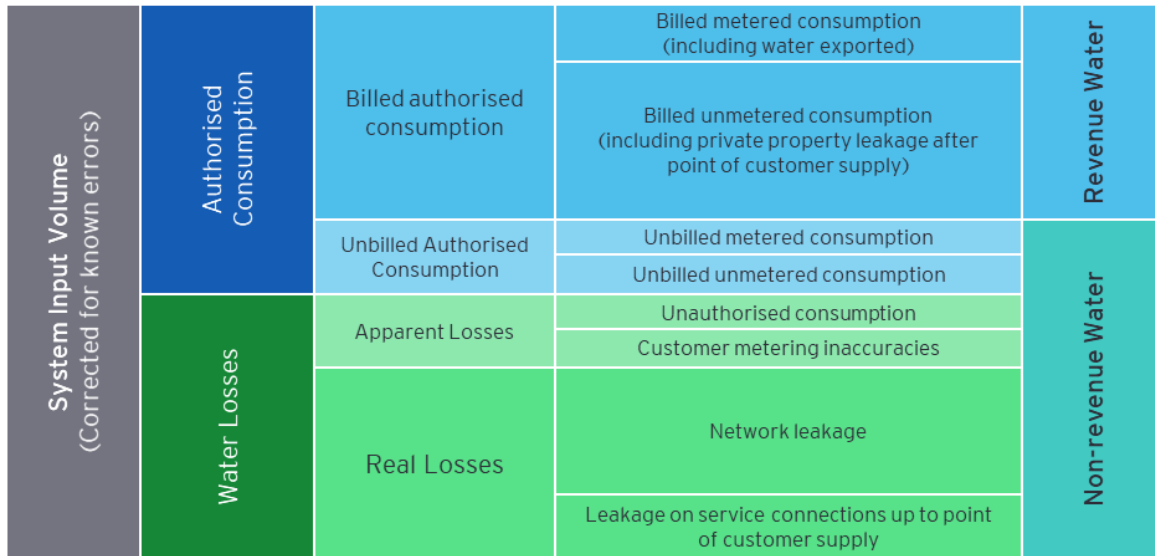 System Input Volume
(Corrected for known errors)
Authorised
Consumption
Water Losses
Billed authorised
consumption
Unbilled Authorised
Consumption
Apparent Losses
Real Losses
Billed metered consumption
(including water exported)
Billed unmetered consumption
(including private property leakage after
point of customer supply)
Unbilled metered consumption
Unbilled unmetered consumption
Unauthorised consumption
Customer metering inaccuracies
Network leakage
Leakage on service connections up to point
of customer supply
Revenue Water
Non-revenue Water